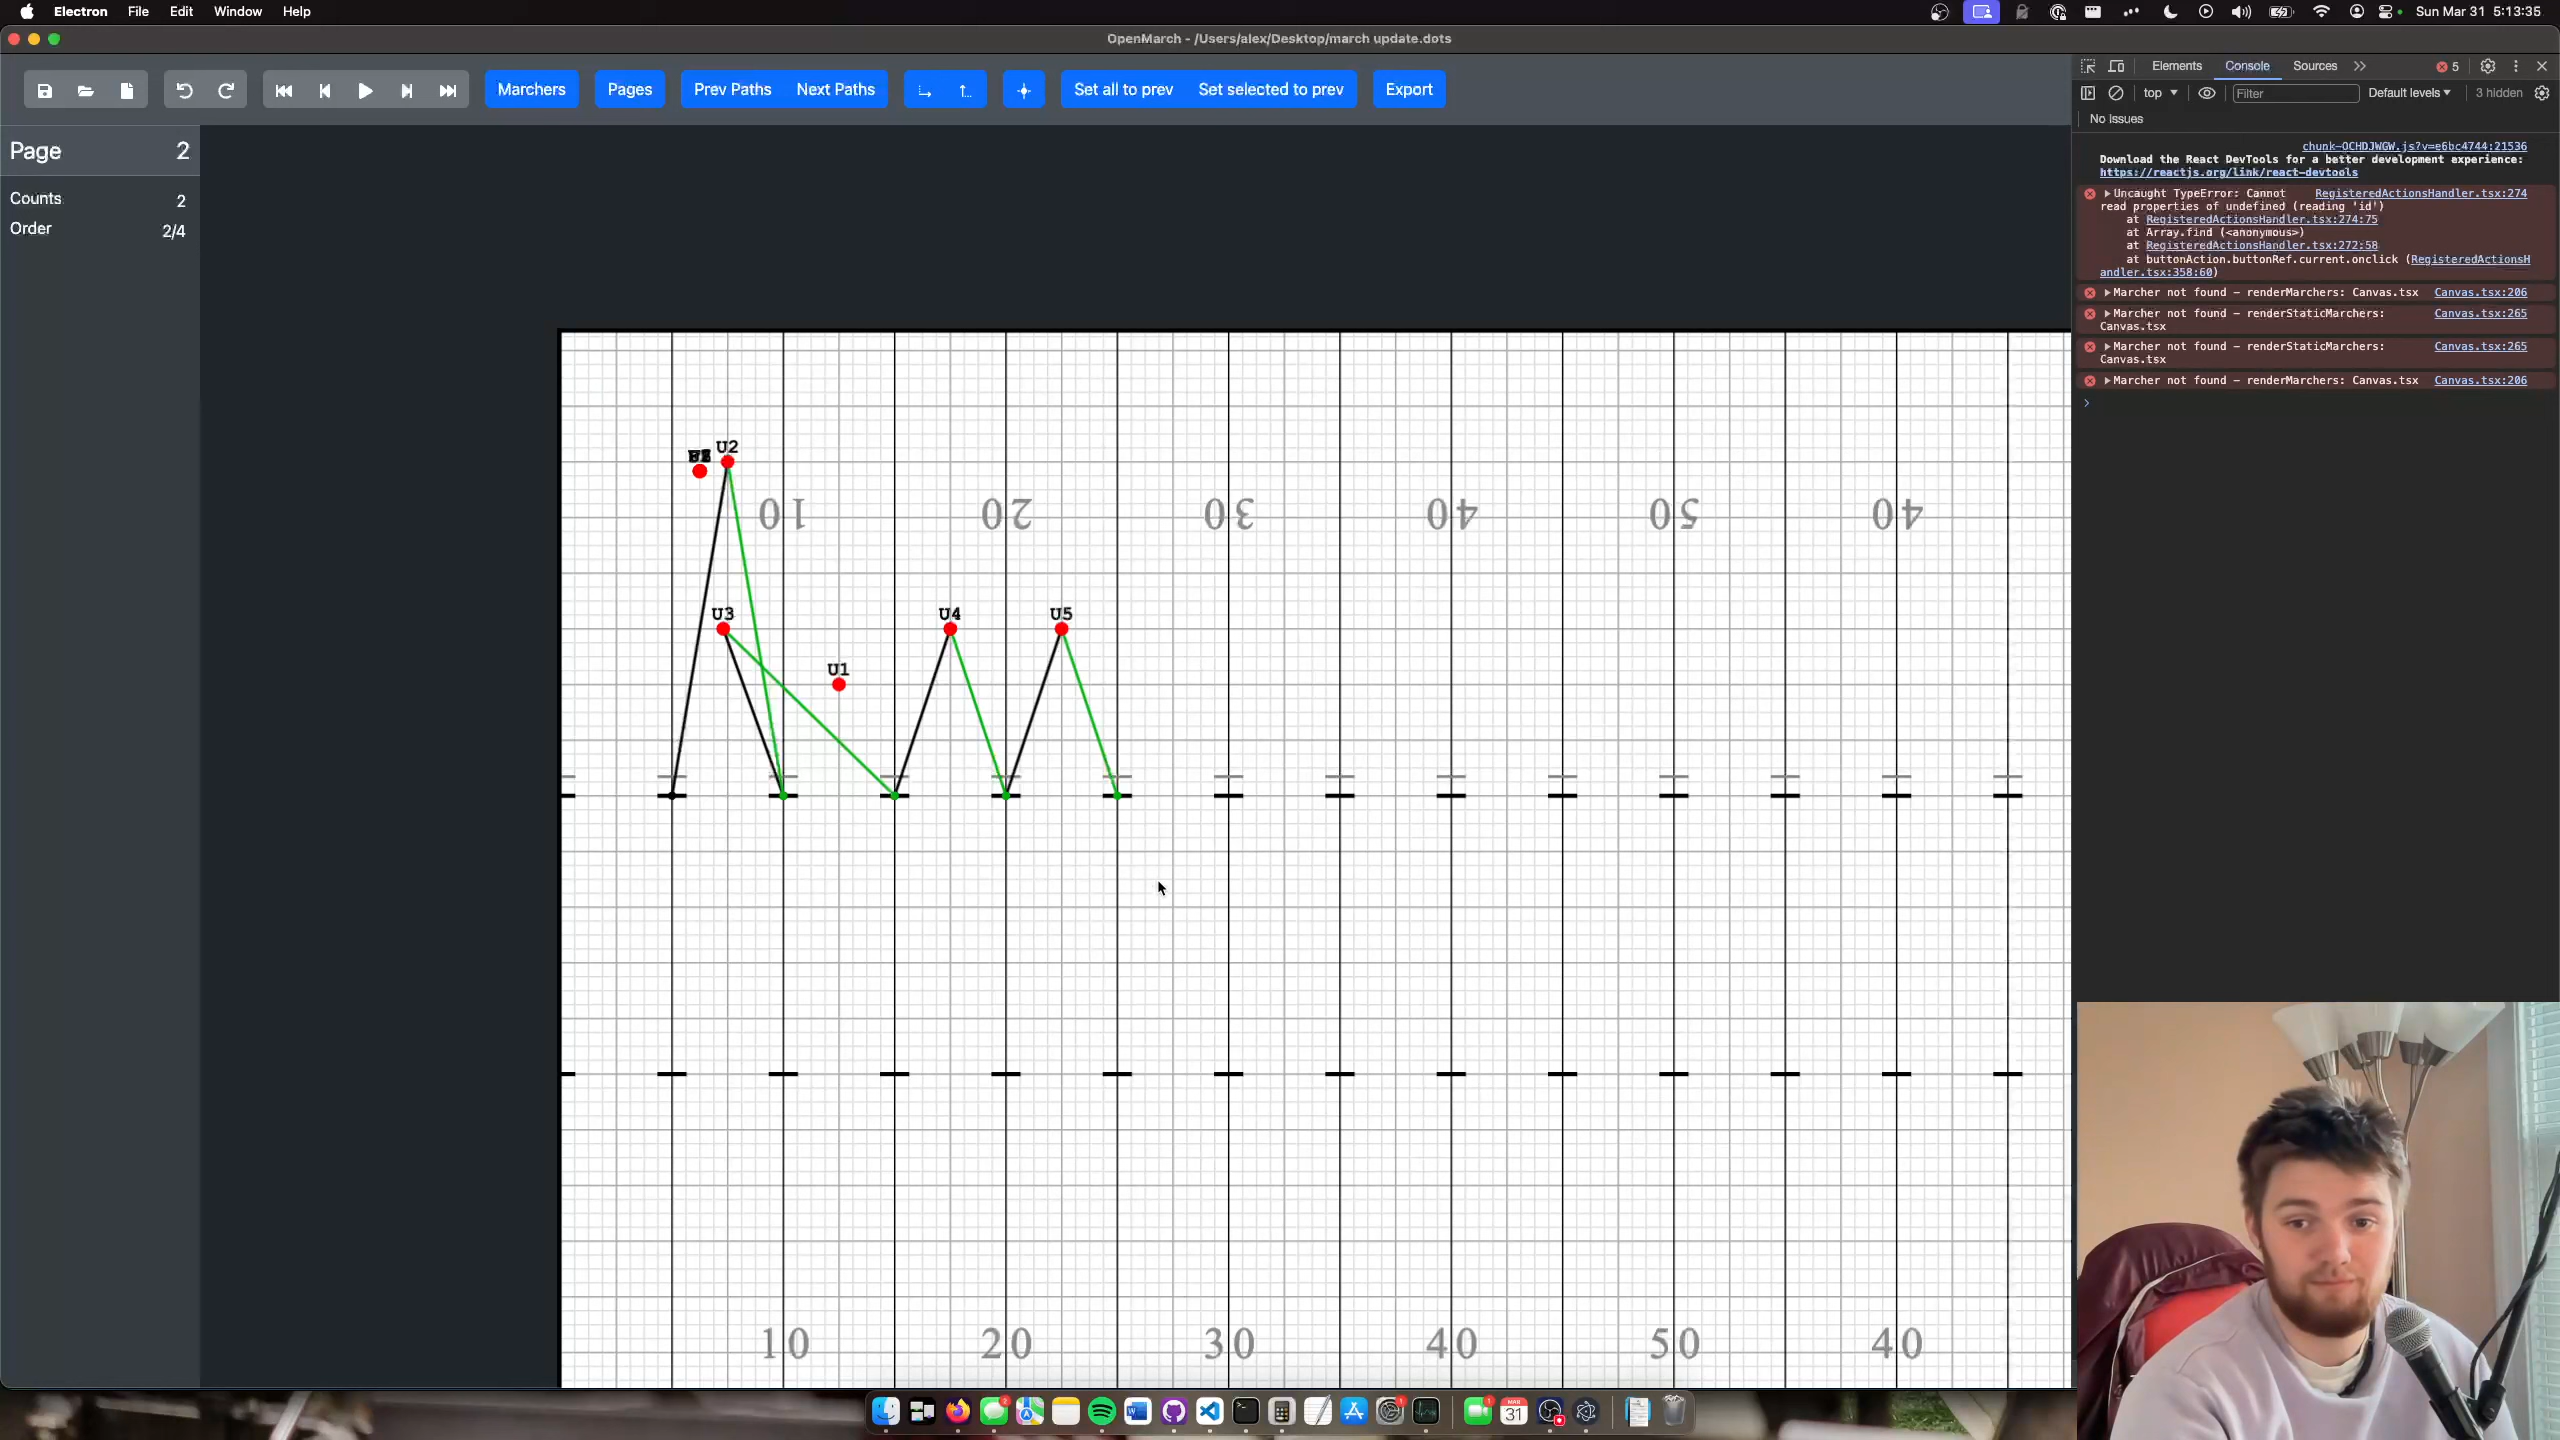 Electron File Edit Window Help
Sun Mar 31 5:13:35
OpenMarch - /Users/alex/Desktop/march update.dots
Marchers Pages Prev Paths Next Paths Set all to prev Set selected to prev Export
Elements Console Sources 5
top Filter Default levels 3 hidden
No Issues
Page 2
Counts 2
Order 2/4
chunk-OCHDJWGW.js?v=e6bc4744:21536
Download the React DevTools for a better development experience:
https://reactjs.org/link/react-devtools
Uncaught TypeError: Cannot RegisteredActionsHandler.tsx:274
read properties of undefined (reading 'id')
at RegisteredActionsHandler.tsx:274:75
at Array.find (<anonymous>)
at RegisteredActionsHandler.tsx:272:58
at buttonAction.buttonRef.current.onclick (RegisteredActionsH
andler.tsx:358:60)
Marcher not found - renderMarchers: Canvas.tsx Canvas.tsx:206
Marcher not found - renderStaticMarchers: Canvas.tsx:265
Canvas.tsx
Marcher not found - renderStaticMarchers: Canvas.tsx:265
Canvas.tsx
Marcher not found - renderMarchers: Canvas.tsx Canvas.tsx:206
U2
10 20 30 40 50 40
U3 U4 U5
U1
10 20 30 40 50 40
2 1 MAR 31 1